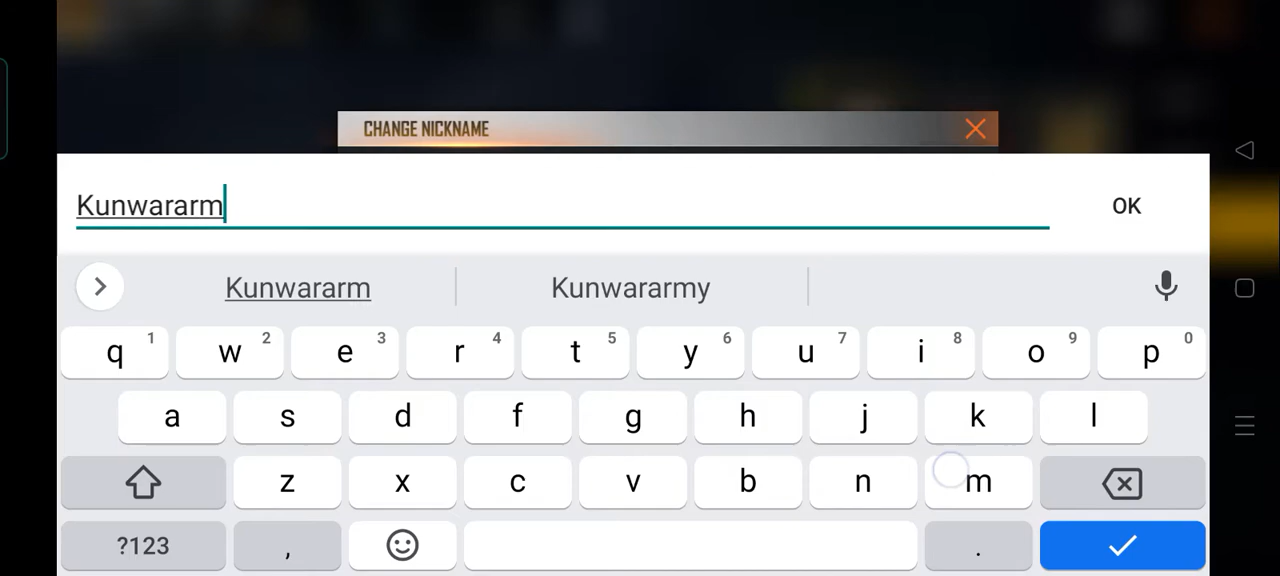 CHANGE NICKNAME
Kunwararm
OK
Kunwararm Kunwararmy
q 1 w 2 e 3 r 4 t 5 y 6 u 7 i 8 o 9 p 0
a s d f g h j k l
z x c v b n m
?123 , .